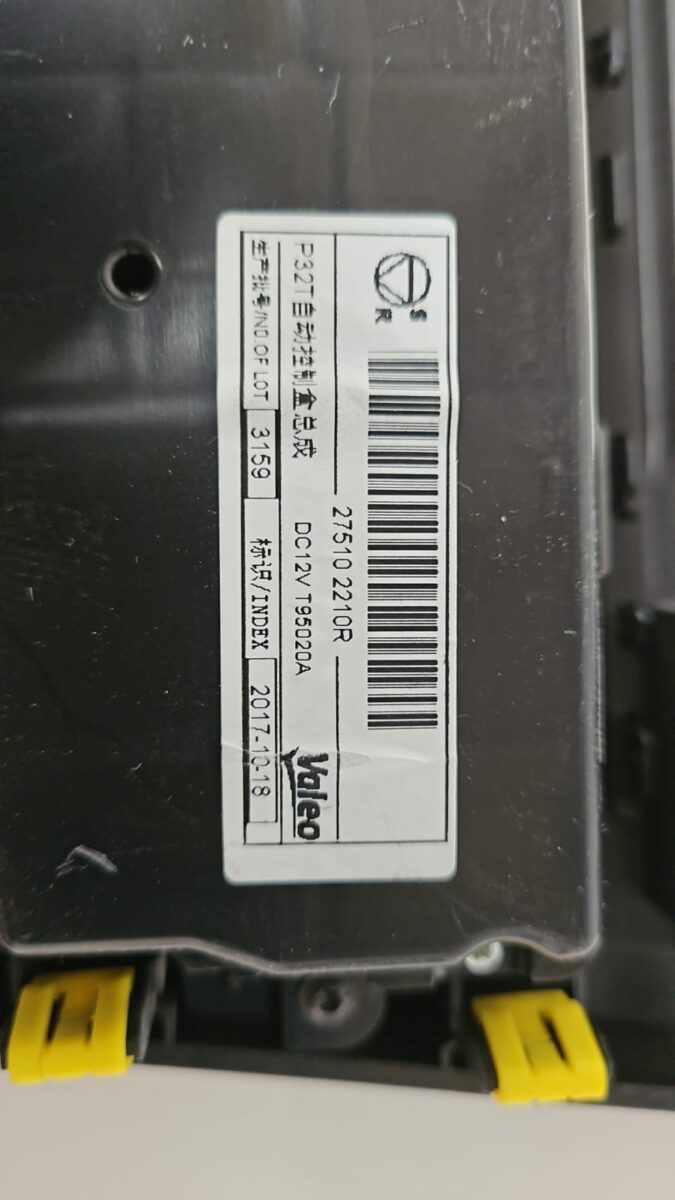 S
R
27510 2210R
P32T自动控制盒总成 DC12V T95020A
Valeo
生产批号/NO.OF LOT 3159 标识/INDEX 2017-10-18